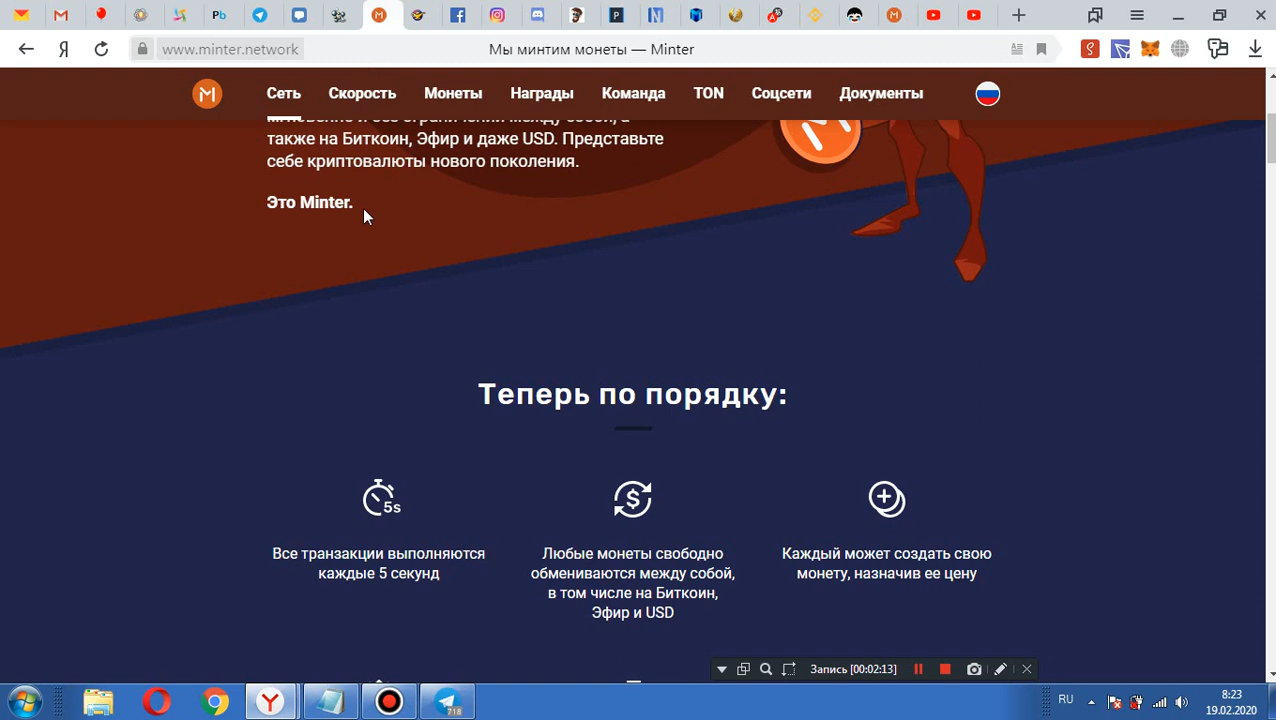 Pb
www.minter.network
Мы минтим монеты — Minter
Сеть Скорость Монеты Награды Команда TON Соцсети Документы
также на Биткоин, Эфир и даже USD. Представьте
себе криптовалюты нового поколения.
Это Minter.
Теперь по порядку:
5s
Все транзакции выполняются
каждые 5 секунд
Любые монеты свободно
обмениваются между собой,
в том числе на Биткоин,
Эфир и USD
Каждый может создать свою
монету, назначив ее цену
Запись [00:02:13]
718
RU
8:23
19.02.2020